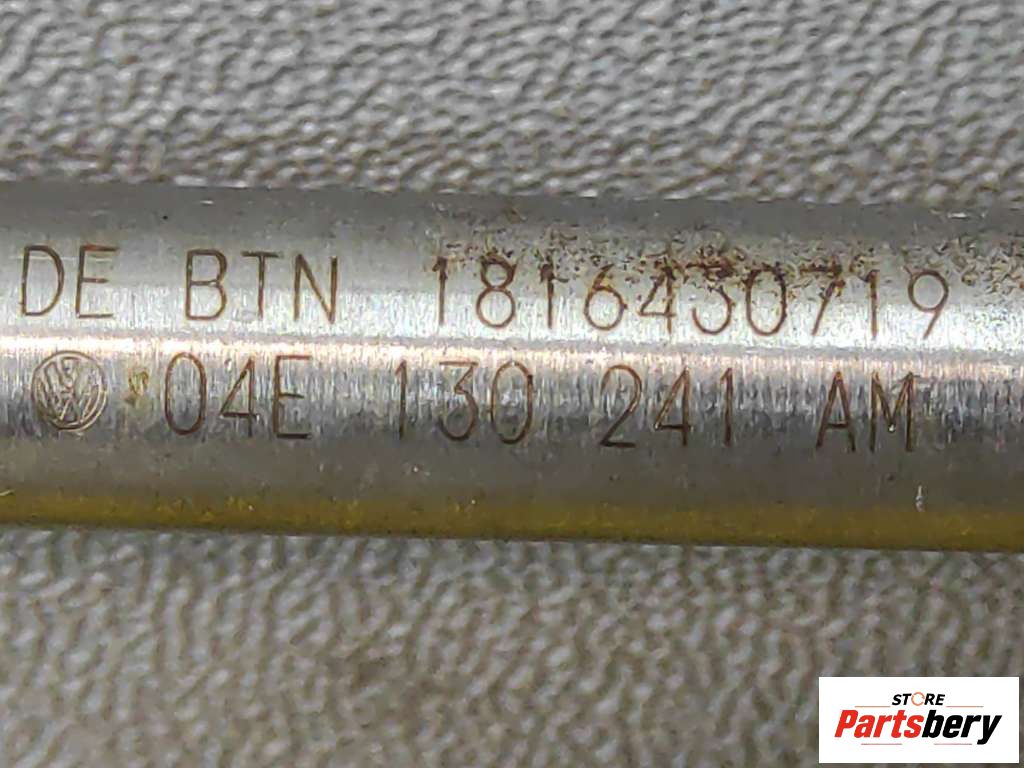 DE BTN 1816430719
04E 130 241 AM
STORE
Partsbery